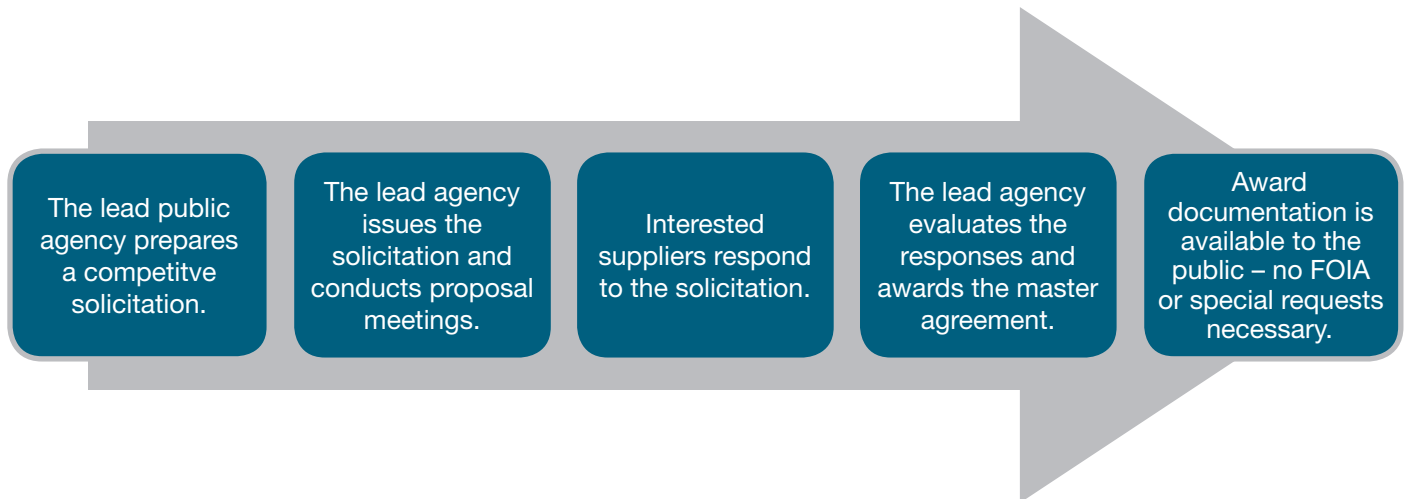 The lead public
agency prepares
a competitve
solicitation.
The lead agency
issues the
solicitation and
conducts proposal
meetings.
Interested
suppliers respond
to the solicitation.
The lead agency
evaluates the
responses and
awards the master
agreement.
Award
documentation is
available to the
public – no FOIA
or special requests
necessary.